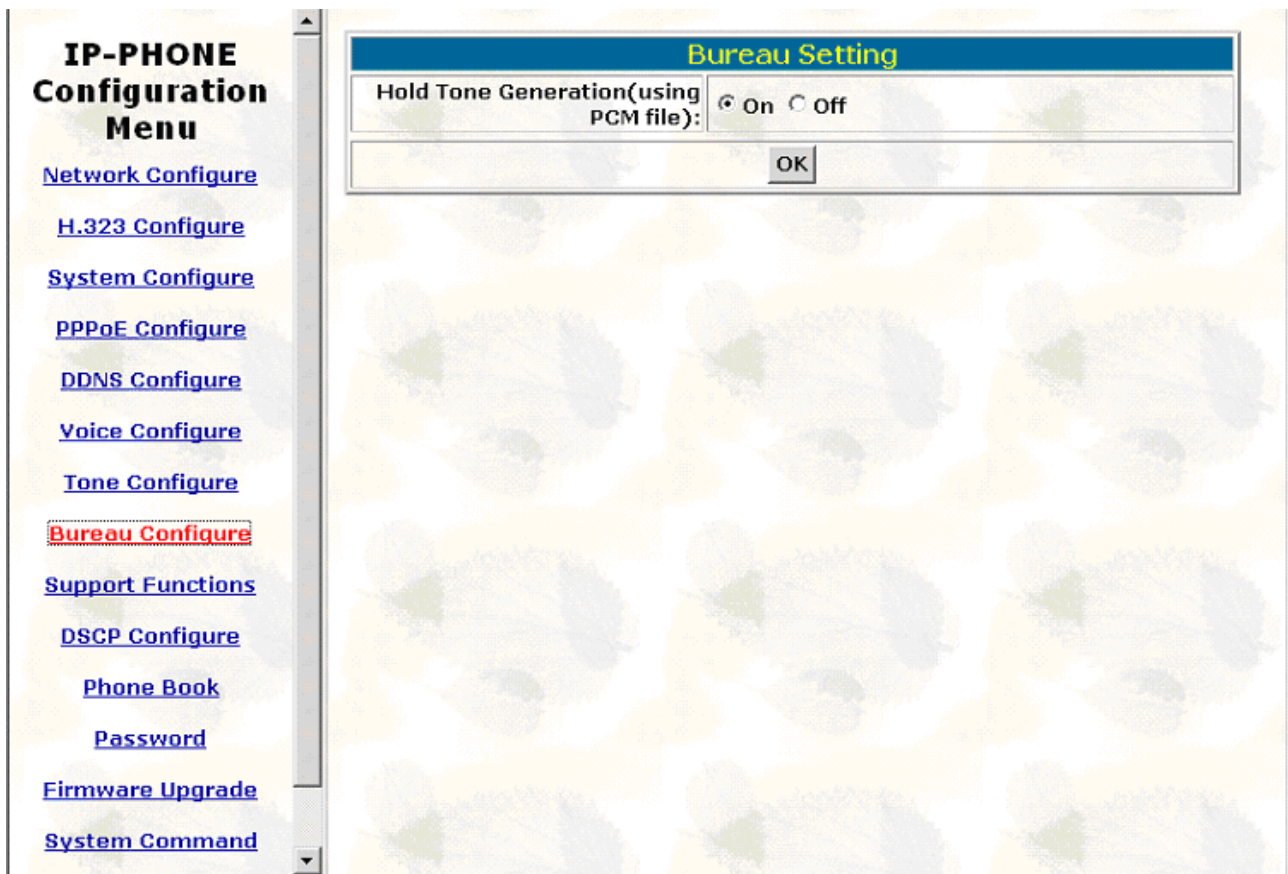 IP-PHONE
Configuration
Menu
Network Configure
H.323 Configure
System Configure
PPPoE Configure
DDNS Configure
Voice Configure
Tone Configure
Bureau Configure
Support Functions
DSCP Configure
Phone Book
Password
Firmware Upgrade
System Command
Bureau Setting
Hold Tone Generation(using
PCM file):
On Off
OK